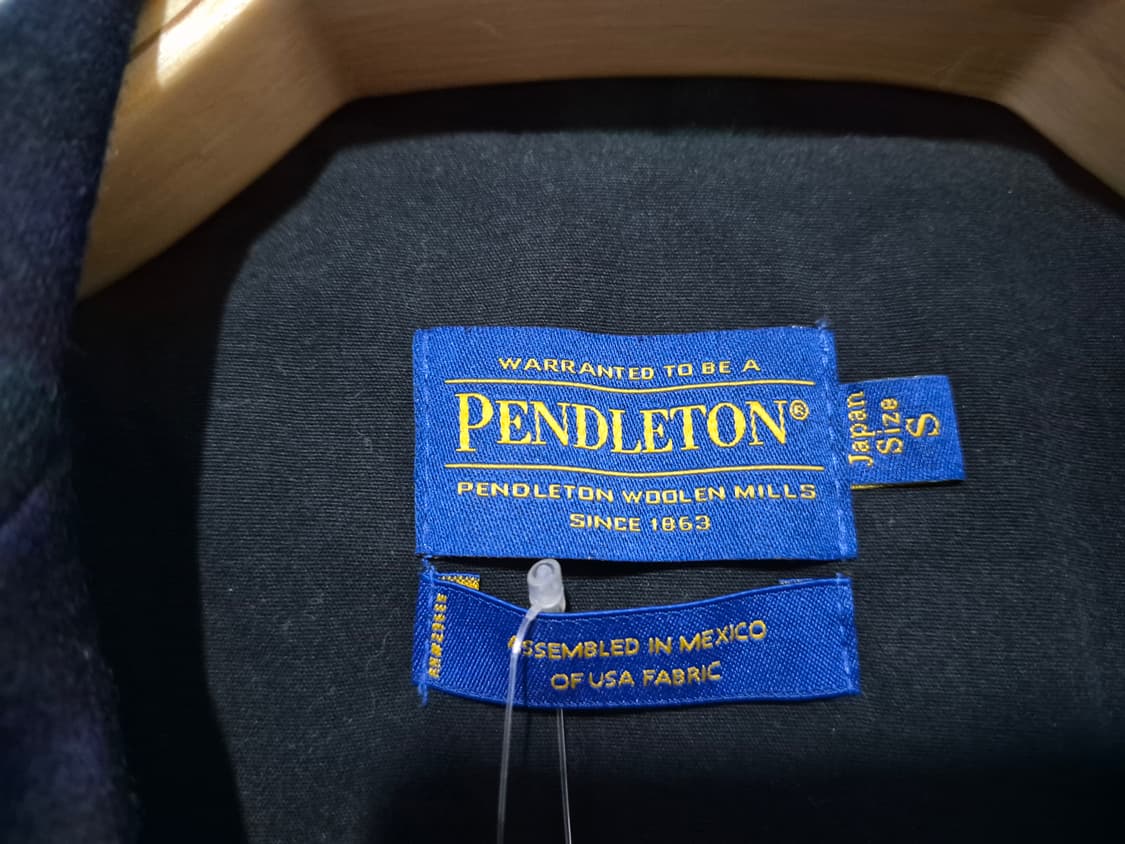 WARRANTED TO BE A
PENDLETON®
PENDLETON WOOLEN MILLS
SINCE 1863
Japan
Size
S
ASSEMBLED IN MEXICO
OF USA FABRIC